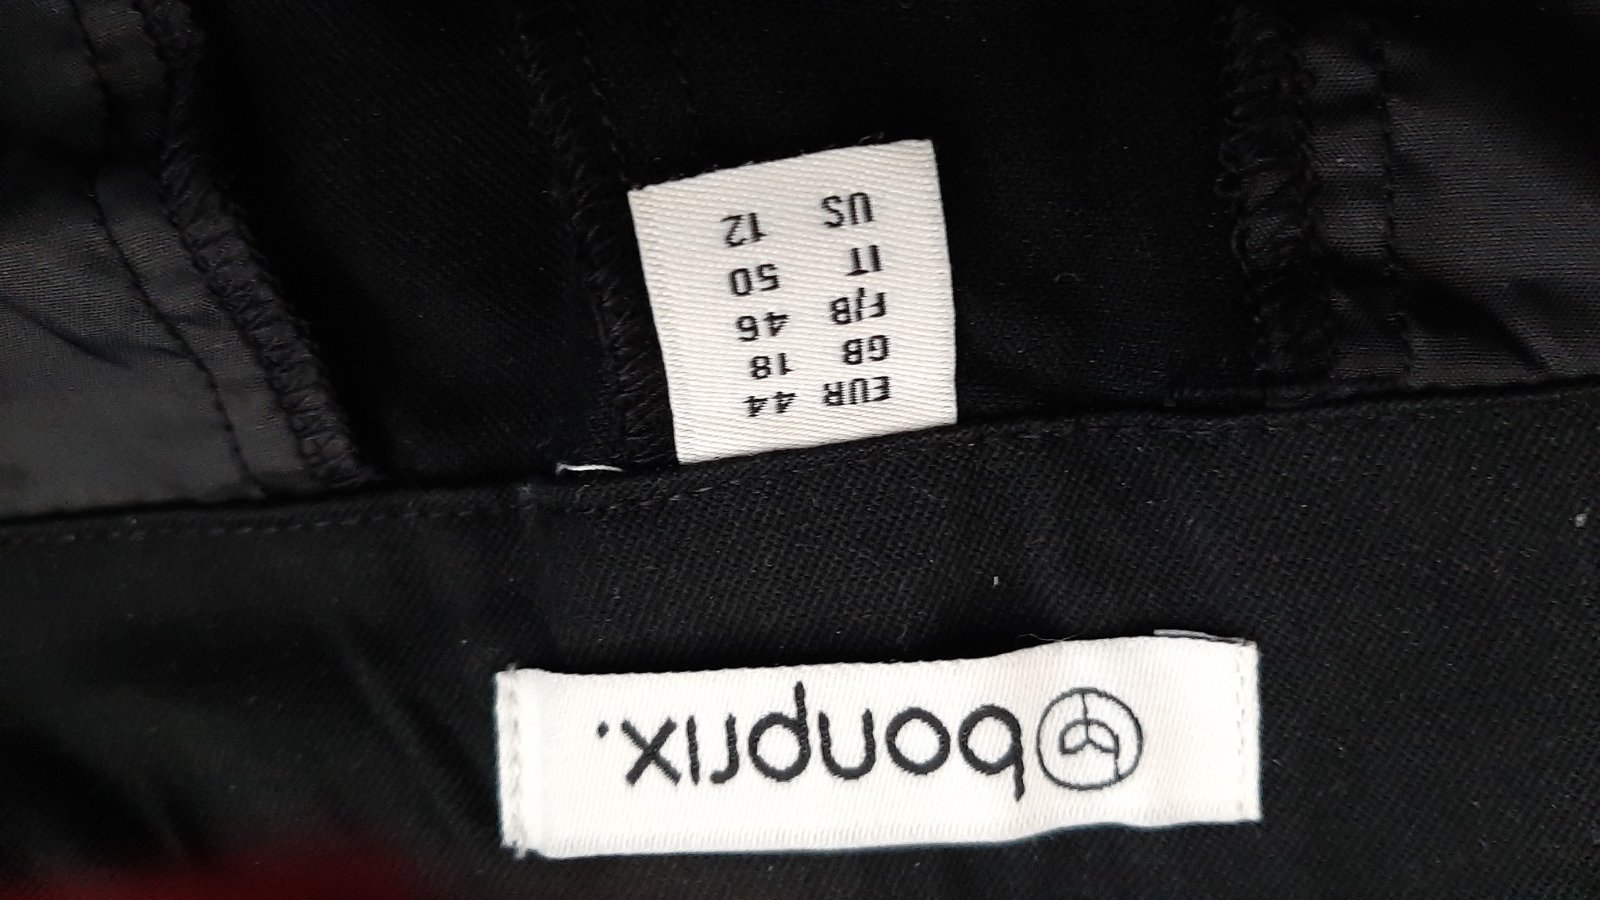 bonprix.
EUR 44
GB 18
F/B 46
IT 50
US 12